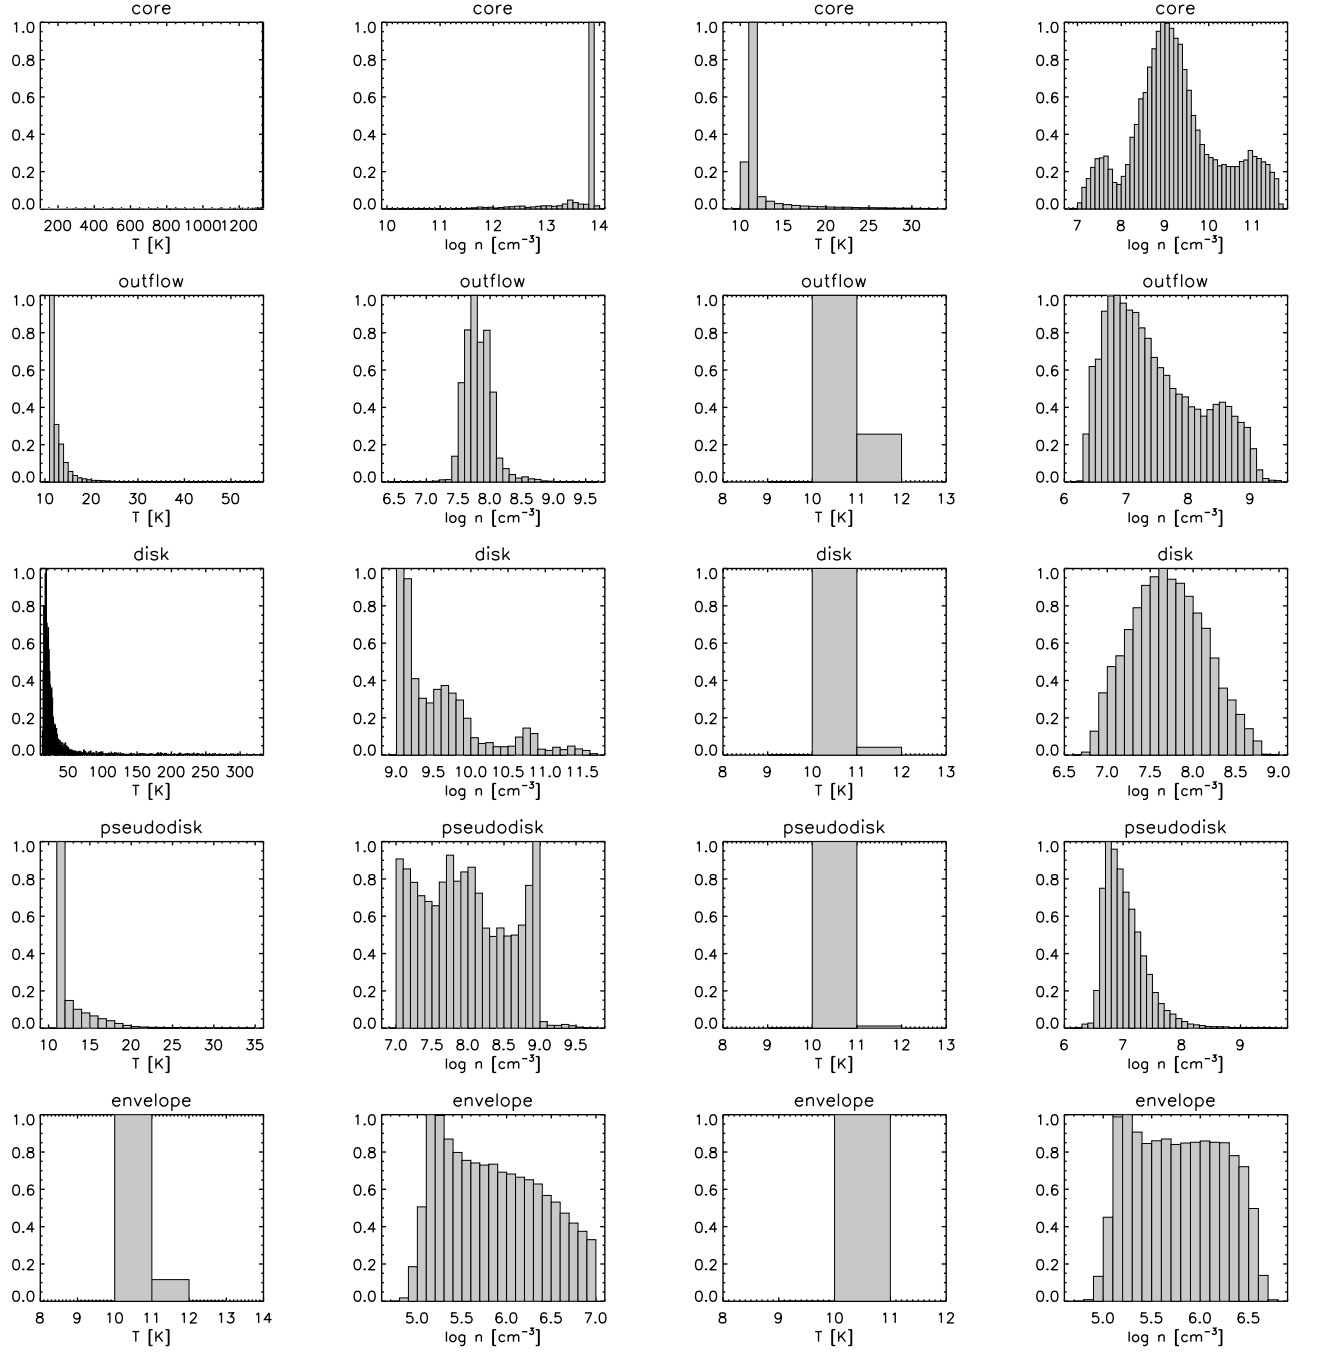 core core core core
1.0 1.0 1.0 1.0
0.8 0.8 0.8 0.8
0.6 0.6 0.6 0.6
0.4 0.4 0.4 0.4
0.2 0.2 0.2 0.2
0.0 0.0 0.0 0.0
200 400 600 800 1000 1200 10 11 12 13 14 10 15 20 25 30 7 8 9 10 11
T [K] log n [cm⁻³] T [K] log n [cm⁻³]
outflow outflow outflow outflow
1.0 1.0 1.0 1.0
0.8 0.8 0.8 0.8
0.6 0.6 0.6 0.6
0.4 0.4 0.4 0.4
0.2 0.2 0.2 0.2
0.0 0.0 0.0 0.0
10 20 30 40 50 6.5 7.0 7.5 8.0 8.5 9.0 9.5 8 9 10 11 12 13 6 7 8 9
T [K] log n [cm⁻³] T [K] log n [cm⁻³]
disk disk disk disk
1.0 1.0 1.0 1.0
0.8 0.8 0.8 0.8
0.6 0.6 0.6 0.6
0.4 0.4 0.4 0.4
0.2 0.2 0.2 0.2
0.0 0.0 0.0 0.0
50 100 150 200 250 300 9.0 9.5 10.0 10.5 11.0 11.5 8 9 10 11 12 13 6.5 7.0 7.5 8.0 8.5 9.0
T [K] log n [cm⁻³] T [K] log n [cm⁻³]
pseudodisk pseudodisk pseudodisk pseudodisk
1.0 1.0 1.0 1.0
0.8 0.8 0.8 0.8
0.6 0.6 0.6 0.6
0.4 0.4 0.4 0.4
0.2 0.2 0.2 0.2
0.0 0.0 0.0 0.0
10 15 20 25 30 35 7.0 7.5 8.0 8.5 9.0 9.5 8 9 10 11 12 13 6 7 8 9
T [K] log n [cm⁻³] T [K] log n [cm⁻³]
envelope envelope envelope envelope
1.0 1.0 1.0 1.0
0.8 0.8 0.8 0.8
0.6 0.6 0.6 0.6
0.4 0.4 0.4 0.4
0.2 0.2 0.2 0.2
0.0 0.0 0.0 0.0
8 9 10 11 12 13 14 5.0 5.5 6.0 6.5 7.0 8 9 10 11 12 5.0 5.5 6.0 6.5
T [K] log n [cm⁻³] T [K] log n [cm⁻³]